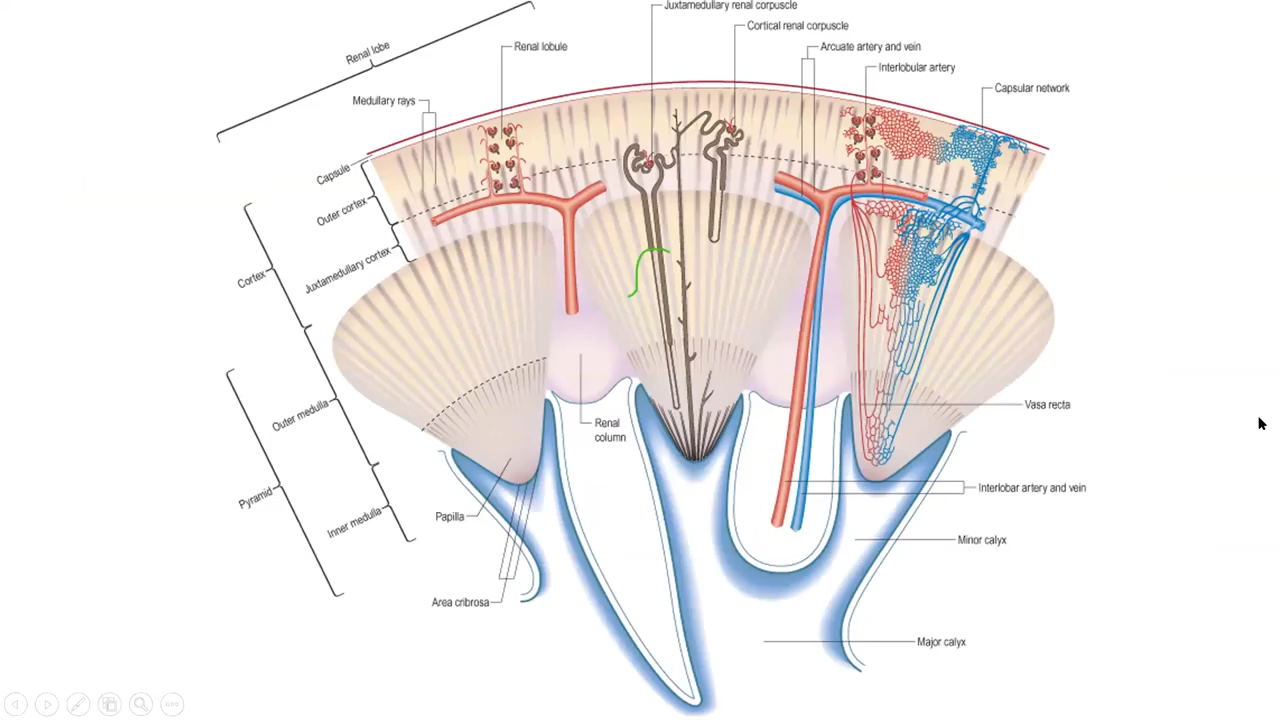 Juxtamedullary renal corpuscle
Cortical renal corpuscle
Renal lobe
Renal lobule
Arcuate artery and vein
Interlobular artery
Medullary rays
Capsular network
Capsule
Outer cortex
Juxtamedullary cortex
Cortex
Outer medulla
Renal
column
Vasa recta
Pyramid
Inner medulla
Papilla
Interlobar artery and vein
Minor calyx
Area cribrosa
Major calyx